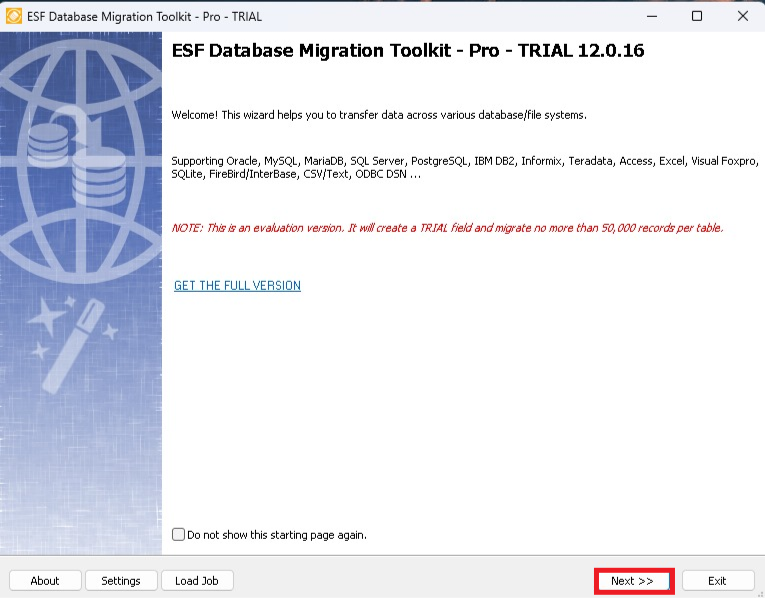 ESF Database Migration Toolkit - Pro - TRIAL
ESF Database Migration Toolkit - Pro - TRIAL 12.0.16
Welcome! This wizard helps you to transfer data across various database/file systems.
Supporting Oracle, MySQL, MariaDB, SQL Server, PostgreSQL, IBM DB2, Informix, Teradata, Access, Excel, Visual Foxpro,
SQLite, FireBird/InterBase, CSV/Text, ODBC DSN ...
NOTE: This is an evaluation version. It will create a TRIAL field and migrate no more than 50,000 records per table.
GET THE FULL VERSION
Do not show this starting page again.
About Settings Load Job Next >> Exit